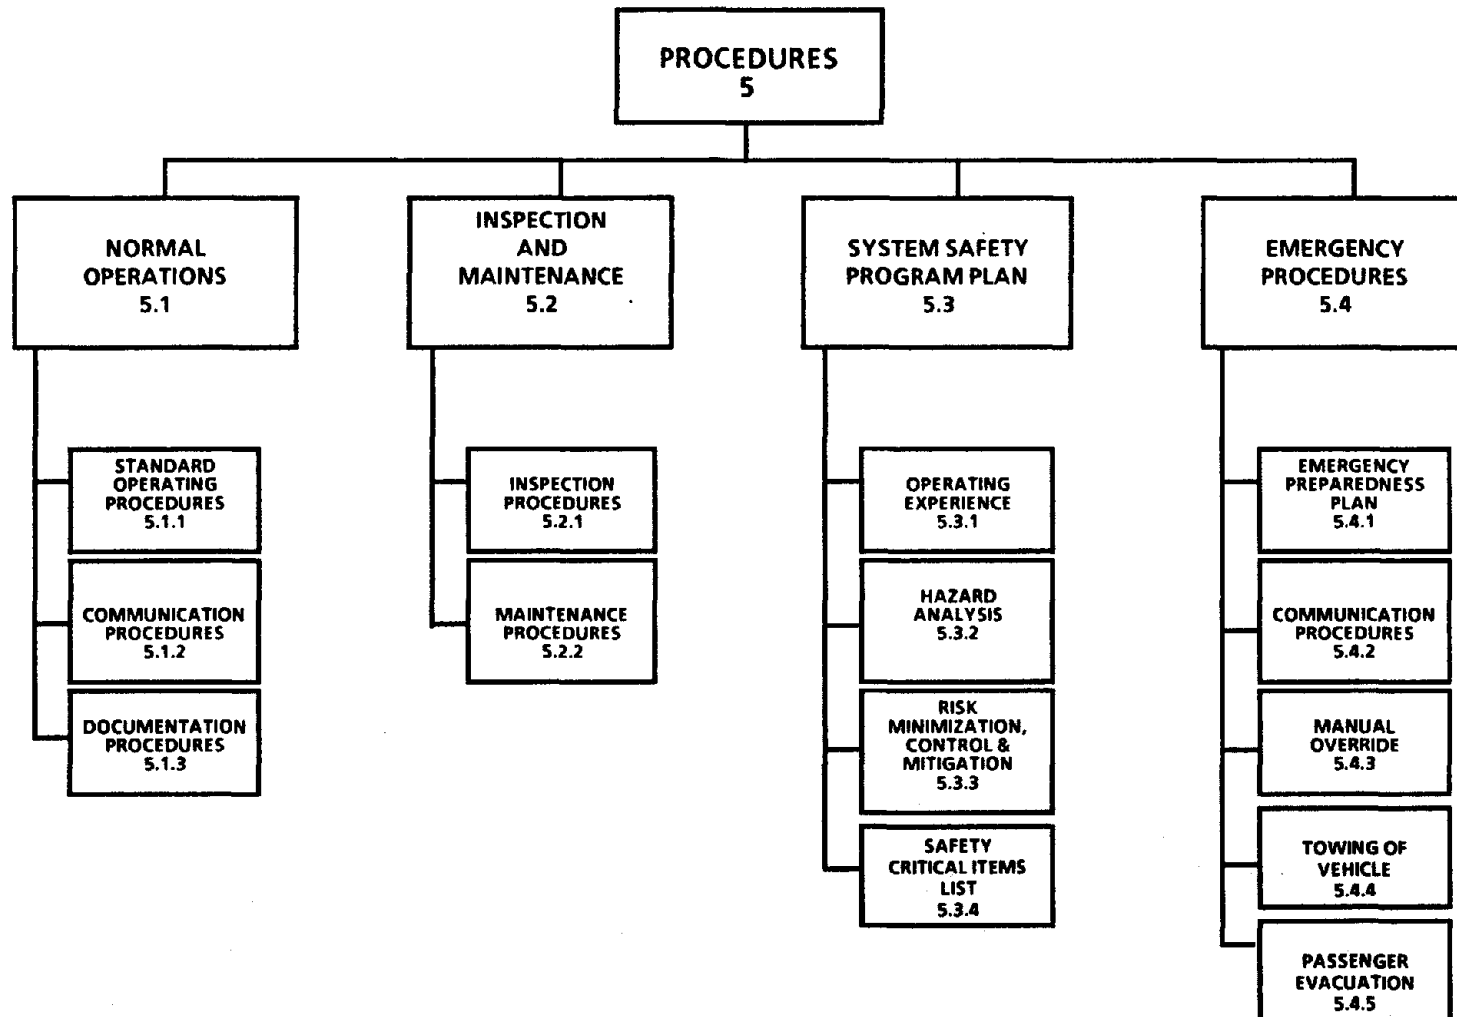 PROCEDURES
5
NORMAL
OPERATIONS
5.1
INSPECTION
AND
MAINTENANCE
5.2
SYSTEM SAFETY
PROGRAM PLAN
5.3
EMERGENCY
PROCEDURES
5.4
STANDARD
OPERATING
PROCEDURES
5.1.1
COMMUNICATION
PROCEDURES
5.1.2
DOCUMENTATION
PROCEDURES
5.1.3
INSPECTION
PROCEDURES
5.2.1
MAINTENANCE
PROCEDURES
5.2.2
OPERATING
EXPERIENCE
5.3.1
HAZARD
ANALYSIS
5.3.2
RISK
MINIMIZATION,
CONTROL &
MITIGATION
5.3.3
SAFETY
CRITICAL ITEMS
LIST
5.3.4
EMERGENCY
PREPAREDNESS
PLAN
5.4.1
COMMUNICATION
PROCEDURES
5.4.2
MANUAL
OVERRIDE
5.4.3
TOWING OF
VEHICLE
5.4.4
PASSENGER
EVACUATION
5.4.5